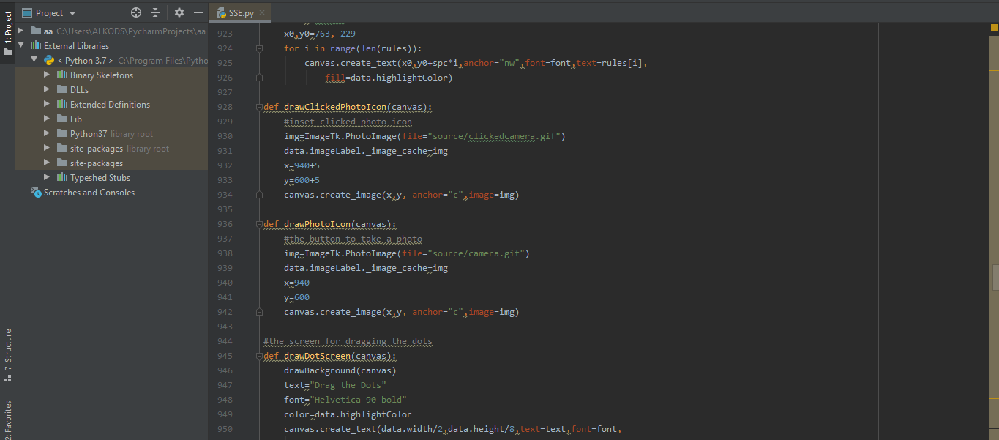 Project
SSE.py
1: Project
aa C:\Users\ALKODS\PycharmProjects\aa
External Libraries
< Python 3.7 > C:\Program Files\Pytho
Binary Skeletons
DLLs
Extended Definitions
Lib
Python37 library root
site-packages library root
site-packages
Typeshed Stubs
Scratches and Consoles
7: Structure
2: Favorites
923 x0,y0=763, 229
924 for i in range(len(rules)):
925 canvas.create_text(x0,y0+spc*i,anchor="nw",font=font,text=rules[i],
926 fill=data.highlightColor)
927
928 def drawClickedPhotoIcon(canvas):
929 #inset clicked photo icon
930 img=ImageTk.PhotoImage(file="source/clickedcamera.gif")
931 data.imageLabel._image_cache=img
932 x=940+5
933 y=600+5
934 canvas.create_image(x,y, anchor="c",image=img)
935
936 def drawPhotoIcon(canvas):
937 #the button to take a photo
938 img=ImageTk.PhotoImage(file="source/camera.gif")
939 data.imageLabel._image_cache=img
940 x=940
941 y=600
942 canvas.create_image(x,y, anchor="c",image=img)
943
944 #the screen for dragging the dots
945 def drawDotScreen(canvas):
946 drawBackground(canvas)
947 text="Drag the Dots"
948 font="Helvetica 90 bold"
949 color=data.highlightColor
950 canvas.create_text(data.width/2,data.height/8,text=text,font=font,